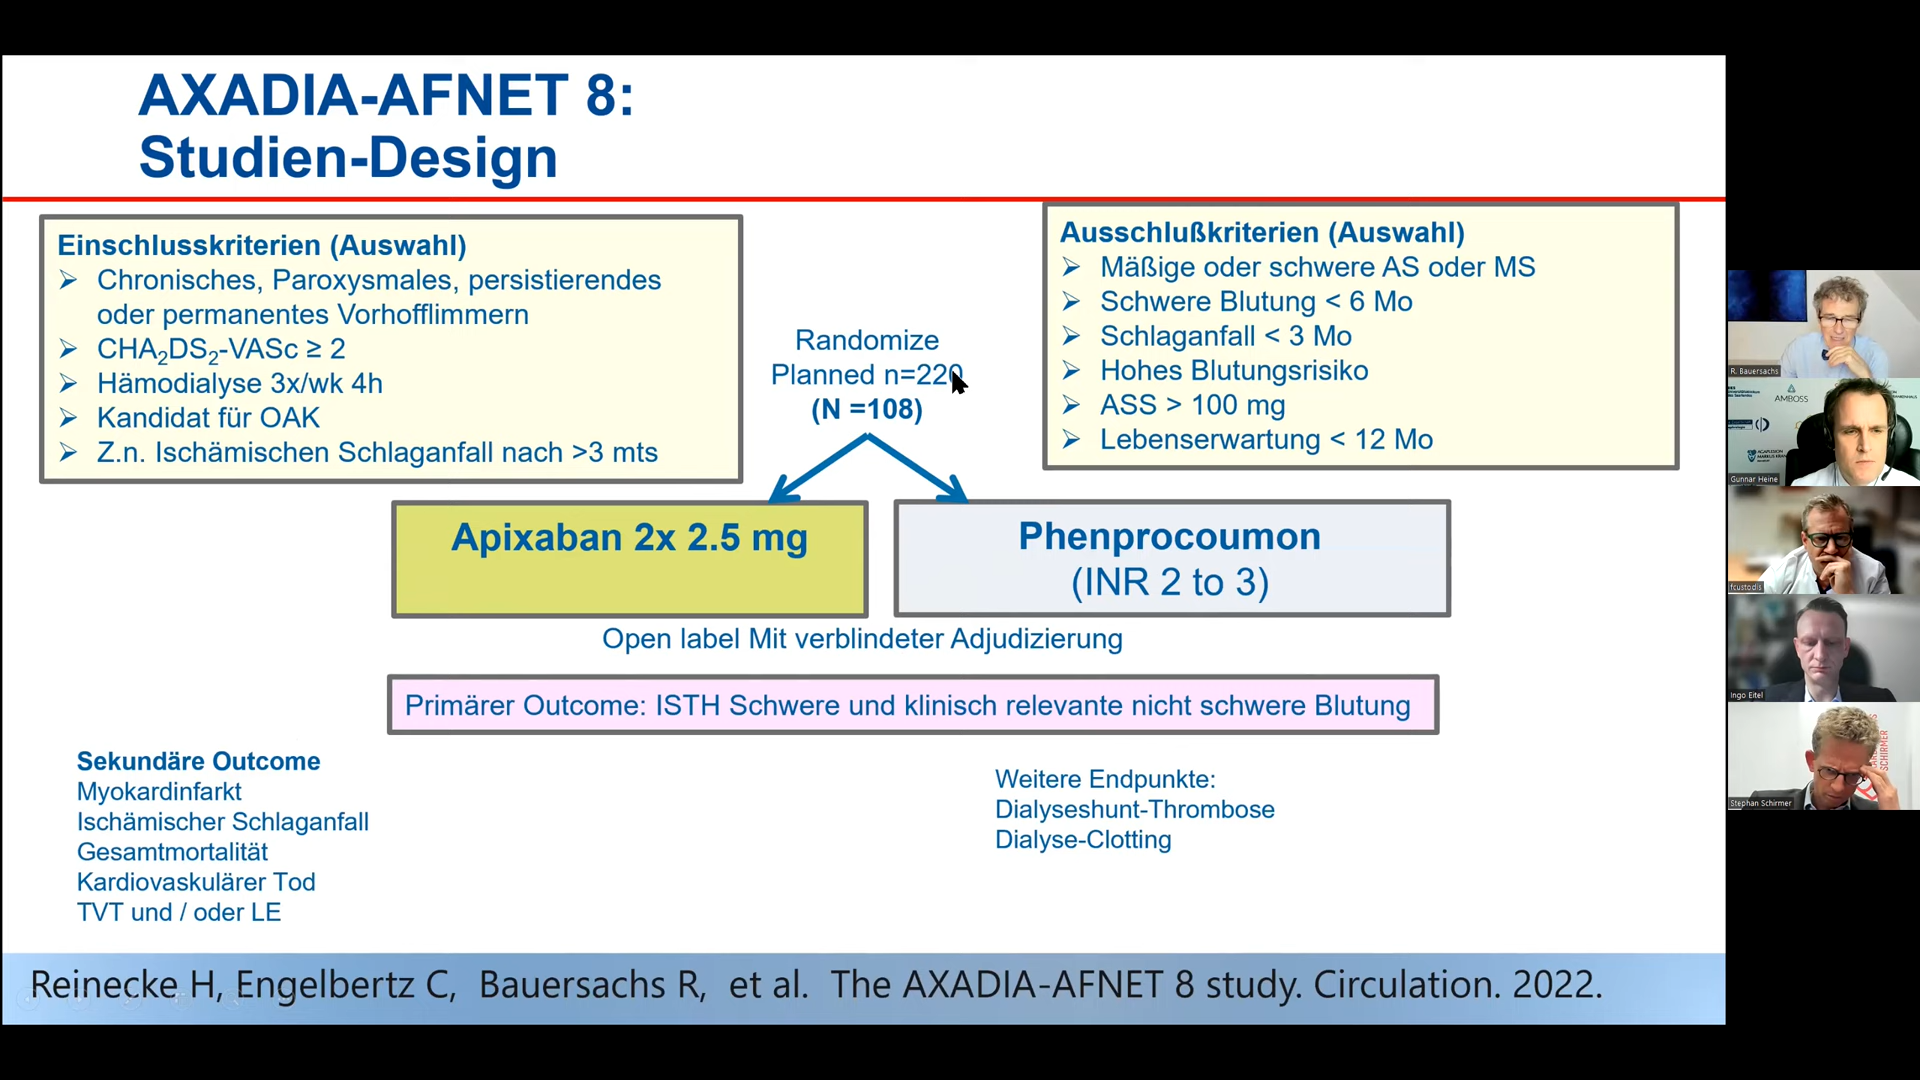 AXADIA-AFNET 8:
Studien-Design
Einschlusskriterien (Auswahl)
➢ Chronisches, Paroxysmales, persistierendes
oder permanentes Vorhofflimmern
➢ CHA2DS2-VASc ≥ 2
➢ Hämodialyse 3x/wk 4h
➢ Kandidat für OAK
➢ Z.n. Ischämischen Schlaganfall nach >3 mts
Randomize
Planned n=220
(N =108)
Ausschlußkriterien (Auswahl)
➢ Mäßige oder schwere AS oder MS
➢ Schwere Blutung < 6 Mo
➢ Schlaganfall < 3 Mo
➢ Hohes Blutungsrisiko
➢ ASS > 100 mg
➢ Lebenserwartung < 12 Mo
Apixaban 2x 2.5 mg
Phenprocoumon
(INR 2 to 3)
Open label Mit verblindeter Adjudizierung
Primärer Outcome: ISTH Schwere und klinisch relevante nicht schwere Blutung
Sekundäre Outcome
Myokardinfarkt
Ischämischer Schlaganfall
Gesamtmortalität
Kardiovaskulärer Tod
TVT und / oder LE
Weitere Endpunkte:
Dialyseshunt-Thrombose
Dialyse-Clotting
Reinecke H, Engelbertz C, Bauersachs R, et al. The AXADIA-AFNET 8 study. Circulation. 2022.
R. Bauersachs
AMBOSS
Gunnar Heine
fcustodis
Ingo Eitel
SCHIRMER
Stephan Schirmer